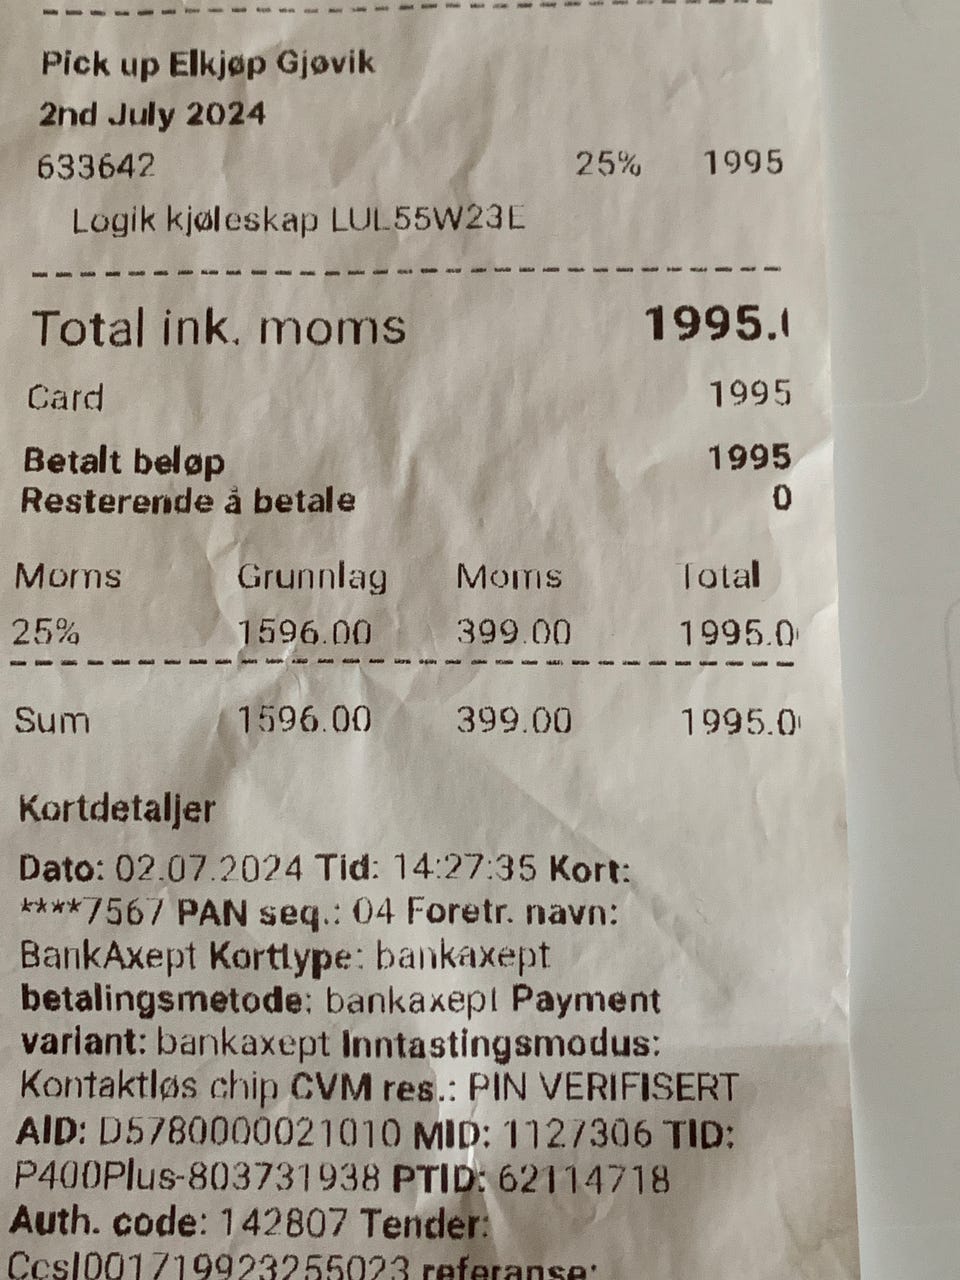 Pick up Elkjøp Gjøvik
2nd July 2024
633642 25% 1995
Logik kjøleskap LUL55W23E
Total ink. moms 1995.
Card 1995
Betalt beløp 1995
Resterende å betale 0
Moms Grunnlag Moms Total
25% 1596.00 399.00 1995.0
Sum 1596.00 399.00 1995.0
Kortdetaljer
Dato: 02.07.2024 Tid: 14:27:35 Kort:
****7567 PAN seq.: 04 Foretr. navn:
BankAxept Korttype: bankaxept
betalingsmetode: bankaxept Payment
variant: bankaxept Inntastingsmodus:
Kontaktløs chip CVM res.: PIN VERIFISERT
AID: D5780000021010 MID: 1127306 TID:
P400Plus-803731938 PTID: 62114718
Auth. code: 142807 Tender:
CcsI001719923255023 referanse: